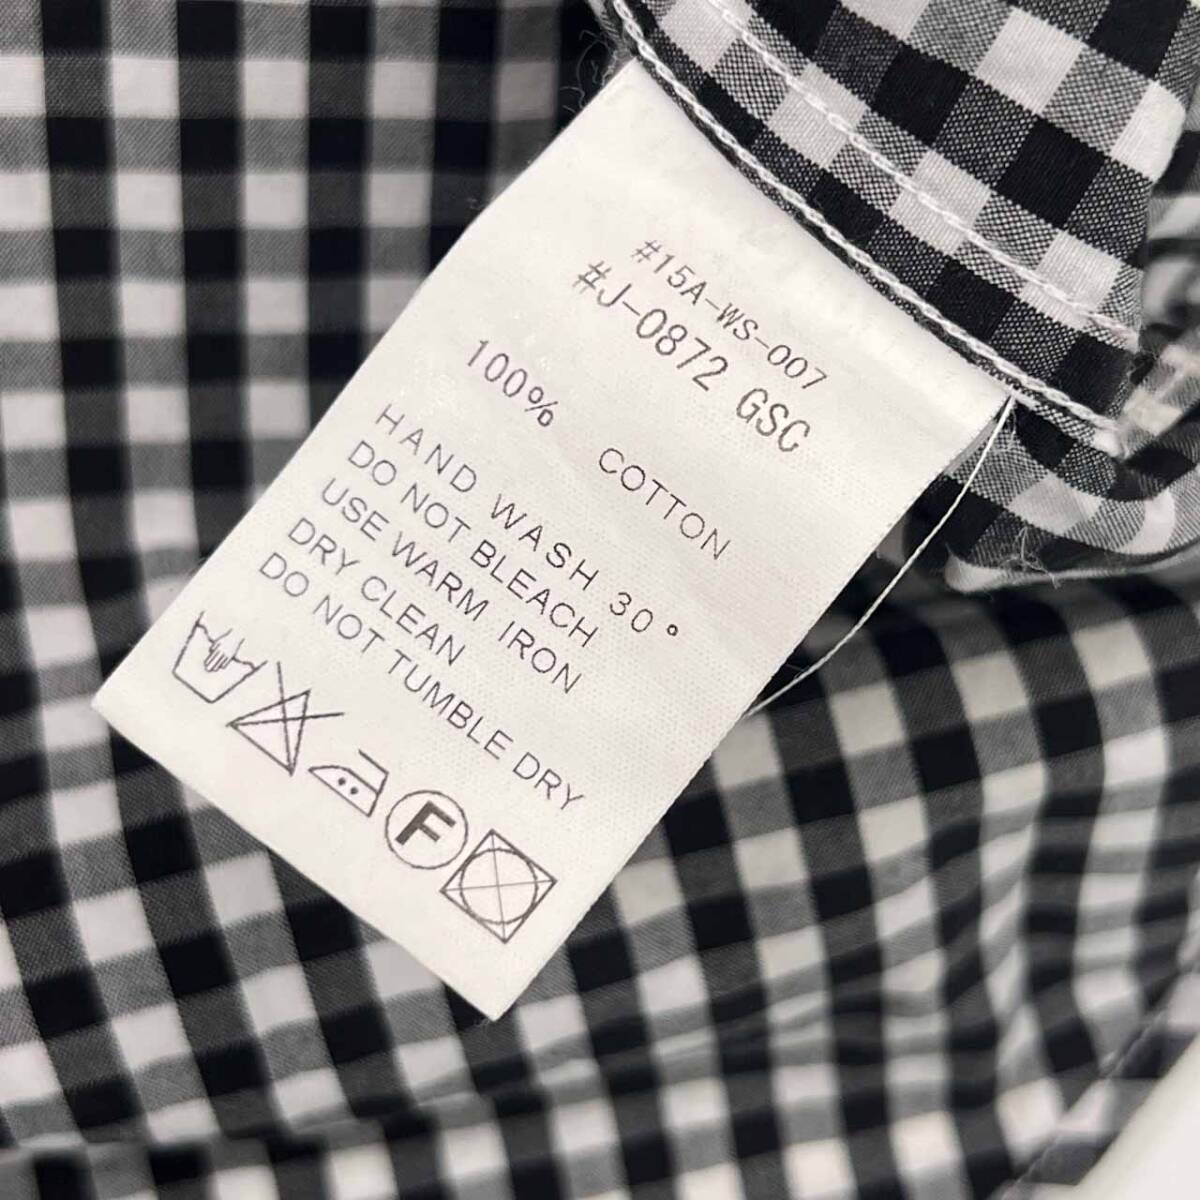 #15A-WS-007
#J-0872 GSC
100% COTTON
HAND WASH 30°
DO NOT BLEACH
USE WARM IRON
DRY CLEAN
DO NOT TUMBLE DRY
F